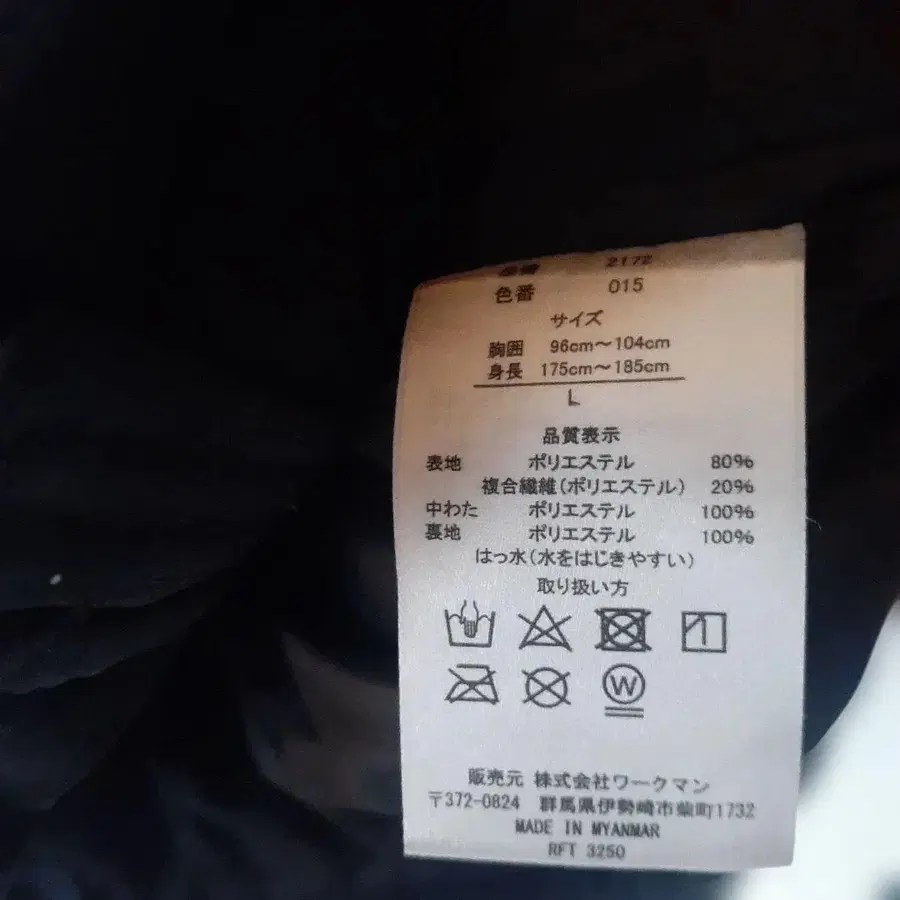 品番 2172
色番 015
サイズ
胸囲 96cm～104cm
身長 175cm～185cm
L
品質表示
表地 ポリエステル 80%
複合繊維(ポリエステル) 20%
中わた ポリエステル 100%
裏地 ポリエステル 100%
はっ水(水をはじきやすい)
取り扱い方
W
販売元 株式会社ワークマン
〒372-0824 群馬県伊勢崎市柴町1732
MADE IN MYANMAR
RFT 3250